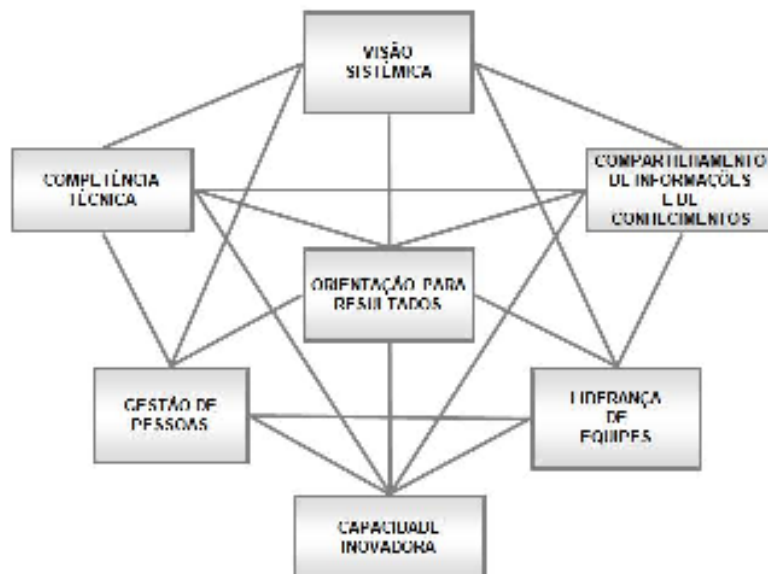 VISÃO
SISTÊMICA
COMPETÊNCIA
TÉCNICA
COMPARTILHAMENTO
DE INFORMAÇÕES
E DE
CONHECIMENTOS
ORIENTAÇÃO PARA
RESULTADOS
GESTÃO DE
PESSOAS
LIDERANÇA
DE
EQUIPES
CAPACIDADE
INOVADORA